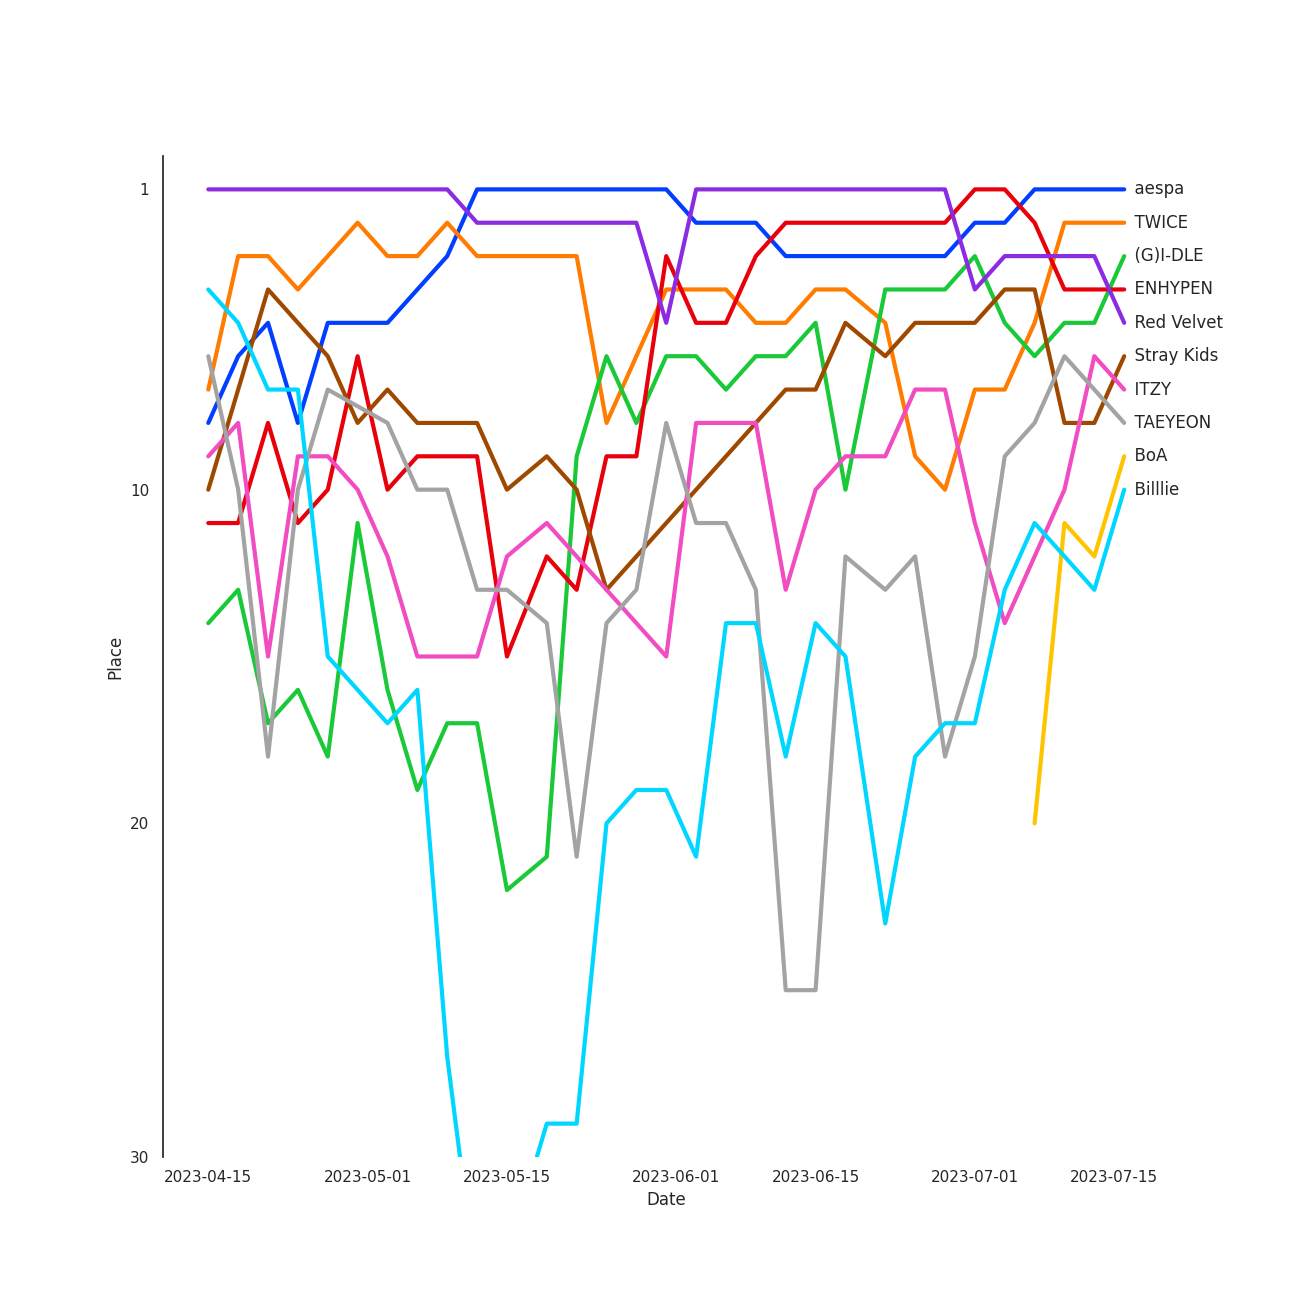 1
10
20
30
Place
2023-04-15
2023-05-01
2023-05-15
2023-06-01
2023-06-15
2023-07-01
2023-07-15
Date
aespa
TWICE
(G)I-DLE
ENHYPEN
Red Velvet
Stray Kids
ITZY
TAEYEON
BoA
Billlie